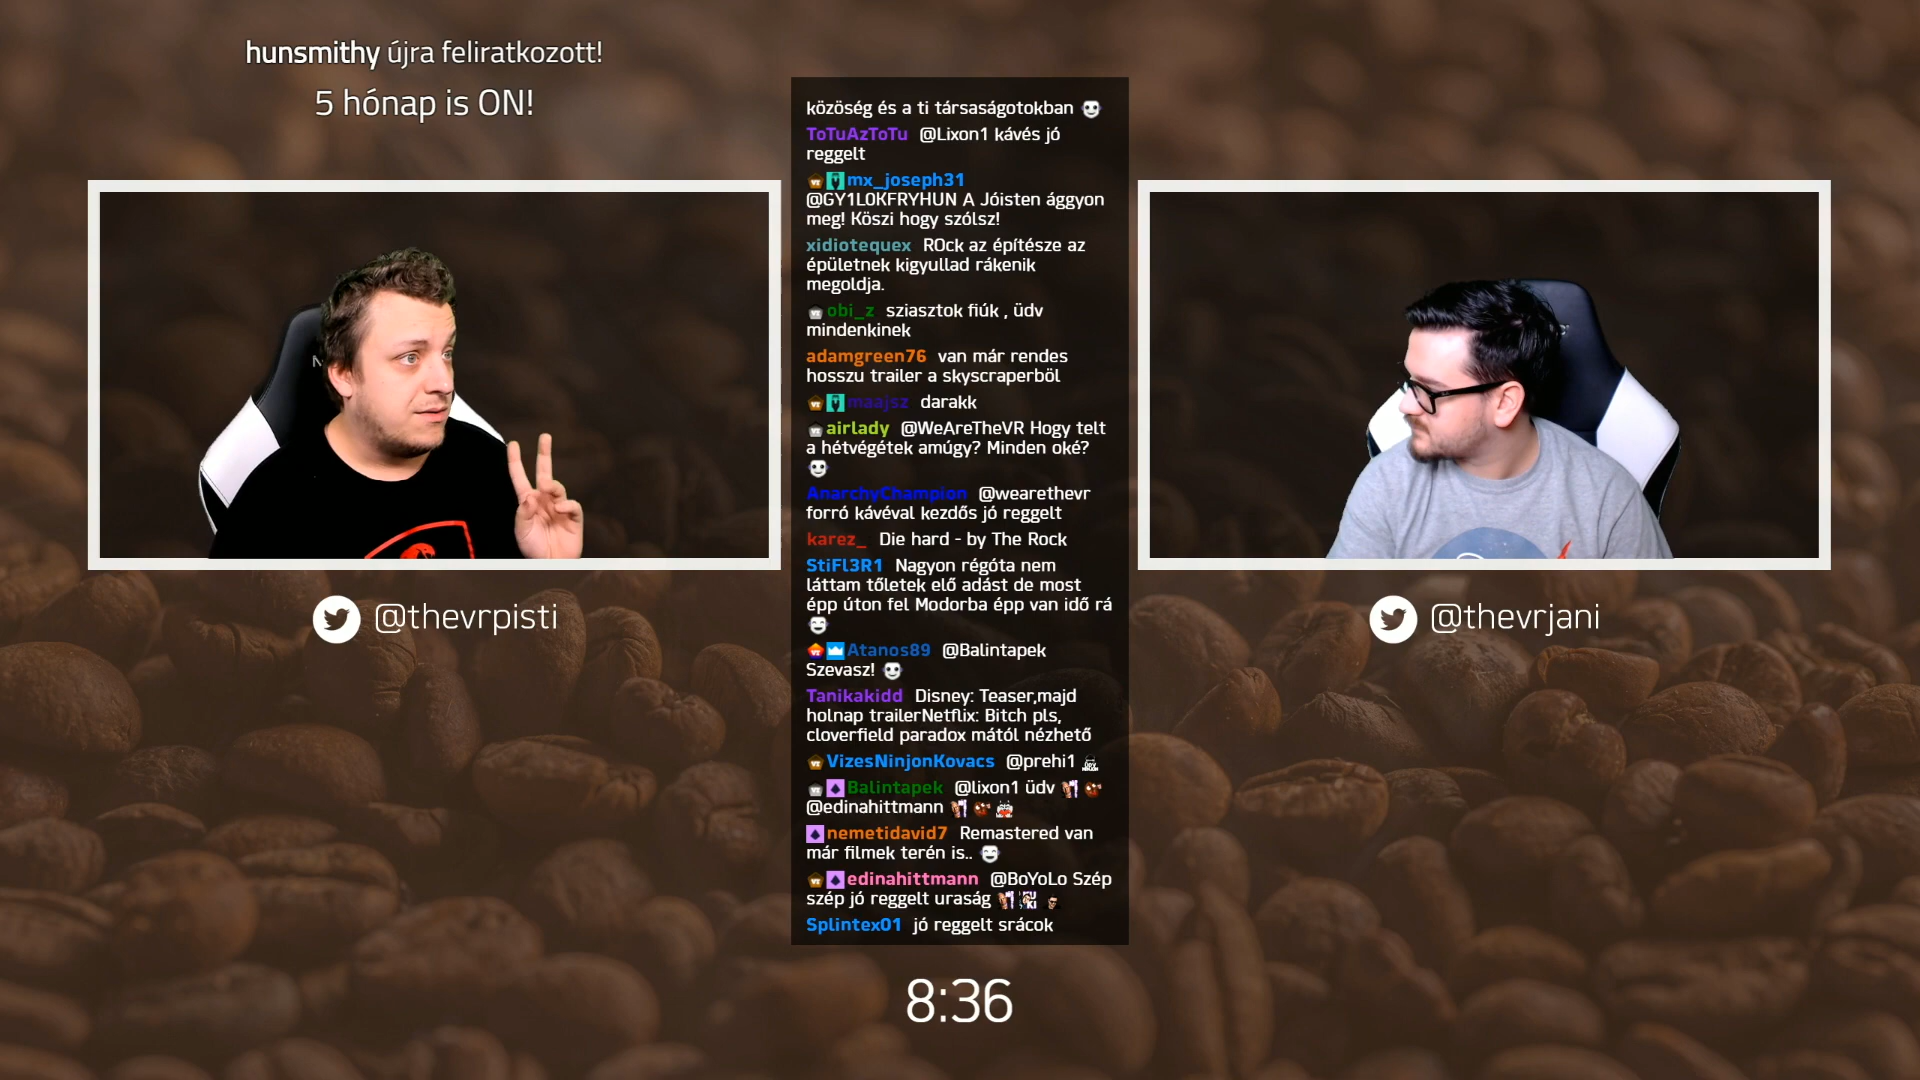 hunsmithy újra feliratkozott!
5 hónap is ON!
közöség és a ti társaságotokban
ToTuAzToTu @Lixon1 kávés jó
reggelt
mx_joseph31
@GY1L0KFRYHUN A Jóisten ággyon
meg! Köszi hogy szólsz!
xidiotequex ROck az építésze az
épületnek kigyullad rákenik
megoldja.
obi_z sziasztok fiúk , üdv
mindenkinek
adamgreen76 van már rendes
hosszu trailer a skyscraperböl
maajsz darakk
airlady @WeAreTheVR Hogy telt
a hétvégétek amúgy? Minden oké?
AnarchyChampion @wearethevr
forró kávéval kezdős jó reggelt
karez_ Die hard - by The Rock
StiFl3R1 Nagyon régóta nem
láttam tőletek elő adást de most
épp úton fel Modorba épp van idő rá
Atanos89 @Balintapek
Szevasz!
Tanikakidd Disney: Teaser,majd
holnap trailerNetflix: Bitch pls,
cloverfield paradox mától nézhető
VizesNinjonKovacs @prehi1
Balintapek @lixon1 üdv
@edinahittmann
nemetidavid7 Remastered van
már filmek terén is..
edinahittmann @BoYoLo Szép
szép jó reggelt uraság
Splintex01 jó reggelt srácok
@thevrpisti
@thevrjani
8:36